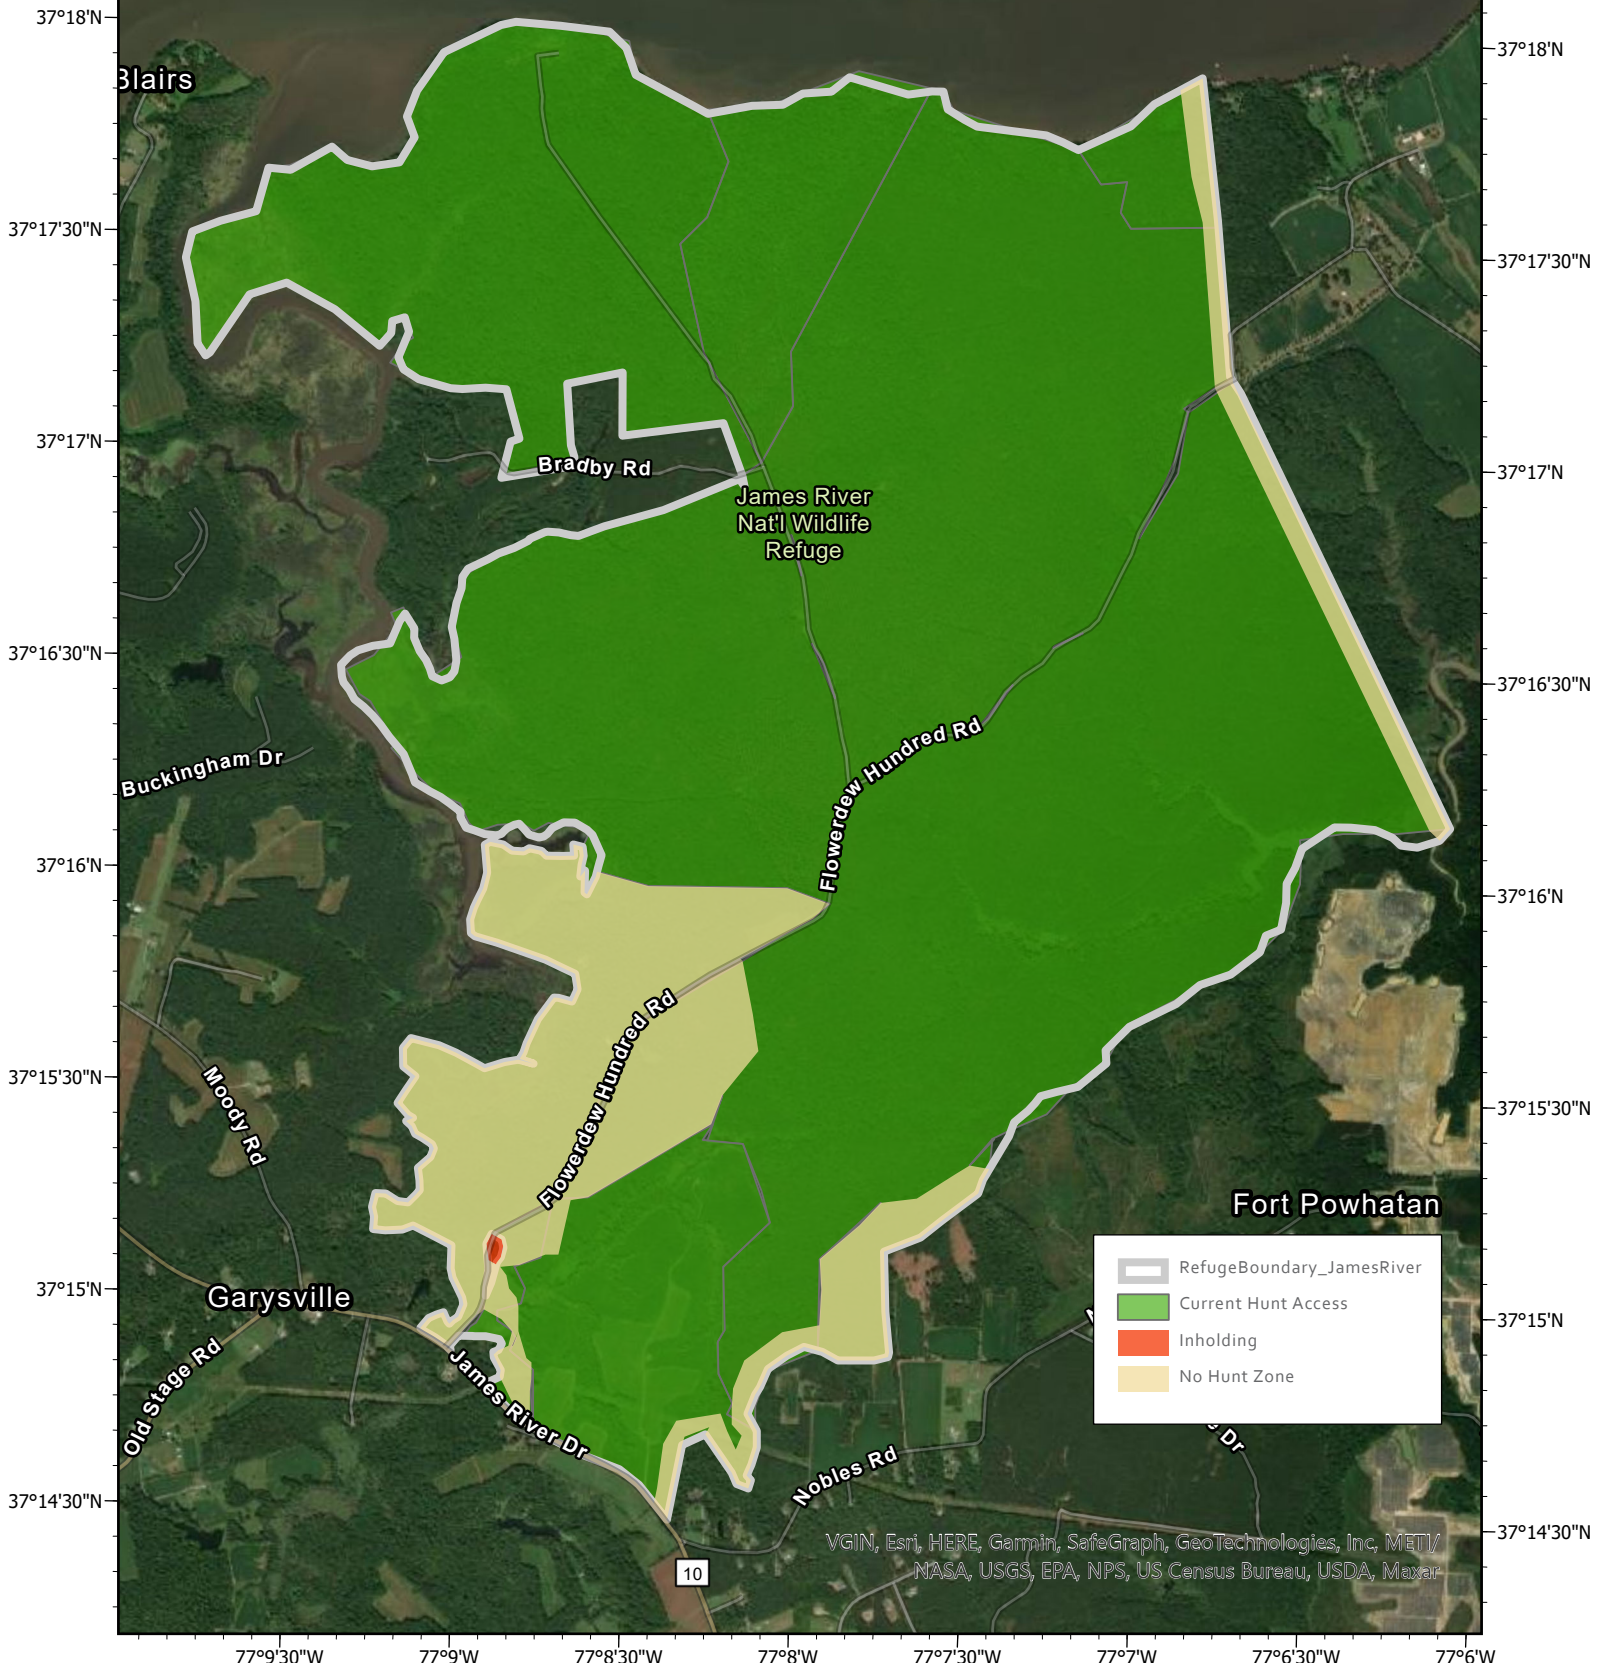 37°18'N
37°18'N
Blairs
37°17'30"N
37°17'30"N
37°17'N
Bradby Rd
37°17'N
James River
Nat'l Wildlife
Refuge
37°16'30"N
37°16'30"N
Buckingham Dr
Flowerdew Hundred Rd
37°16'N
37°16'N
Flowerdew Hundred Rd
37°15'30"N
Moody Rd
37°15'30"N
Fort Powhatan
RefugeBoundary_JamesRiver
37°15'N
Garysville
Current Hunt Access
37°15'N
Inholding
Old Stage Rd
James River Dr
No Hunt Zone
Dr
Nobles Rd
37°14'30"N
37°14'30"N
VGIN, Esri, HERE, Garmin, SafeGraph, GeoTechnologies, Inc, METI/
NASA, USGS, EPA, NPS, US Census Bureau, USDA, Maxar
10
77°9'30"W 77°9'W 77°8'30"W 77°8'W 77°7'30"W 77°7'W 77°6'30"W 77°6'W